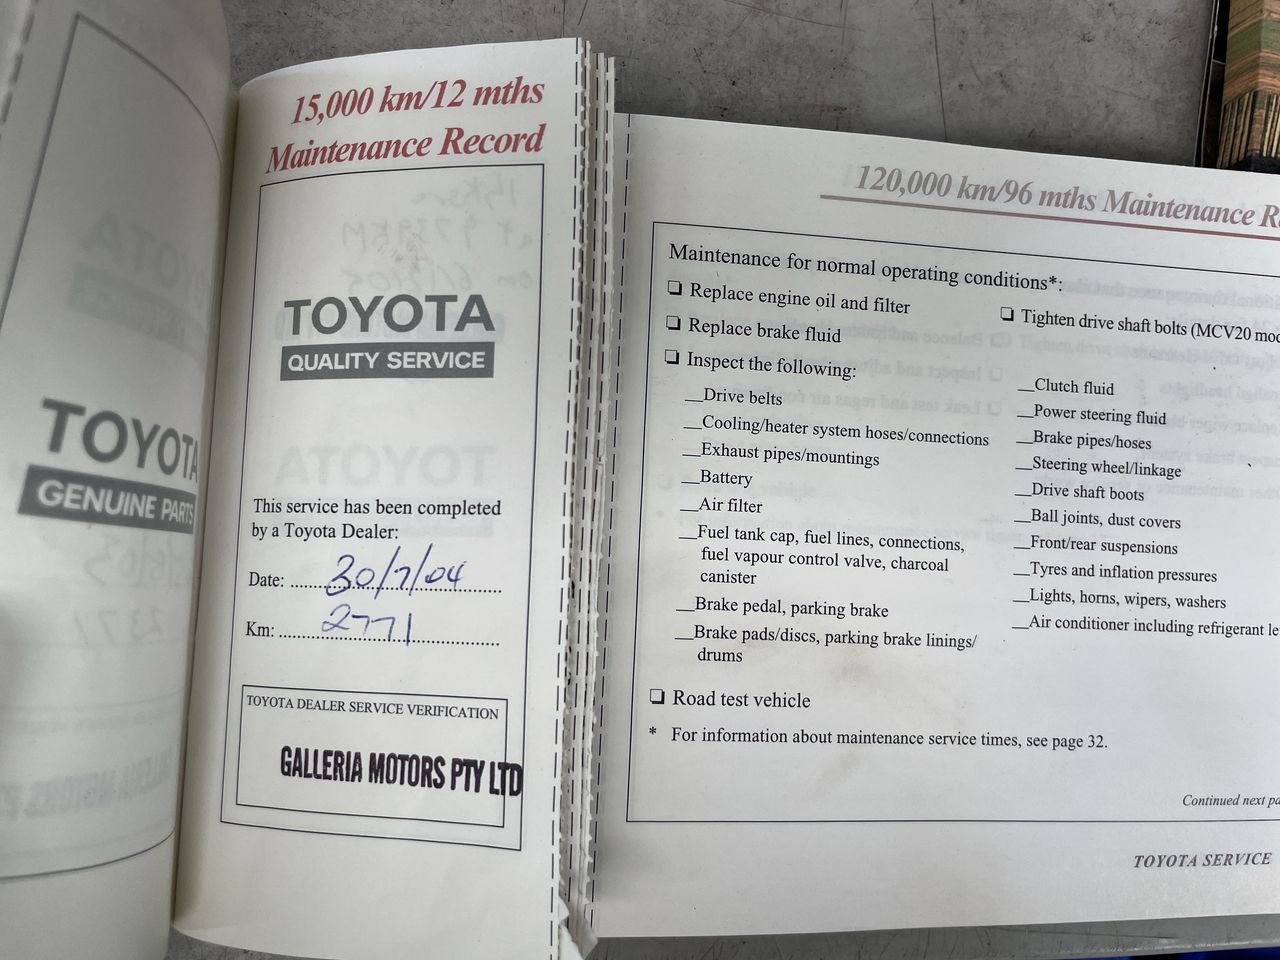 TOYOTA
GENUINE PARTS
15,000 km/12 mths
Maintenance Record
TOYOTA
QUALITY SERVICE
This service has been completed
by a Toyota Dealer:
Date: 30/7/04
Km: 2771
TOYOTA DEALER SERVICE VERIFICATION
GALLERIA MOTORS PTY LTD
120,000 km/96 mths Maintenance Re
Maintenance for normal operating conditions*:
❑ Replace engine oil and filter
❑ Replace brake fluid
❑ Inspect the following:
__Drive belts
__Cooling/heater system hoses/connections
__Exhaust pipes/mountings
__Battery
__Air filter
__Fuel tank cap, fuel lines, connections,
fuel vapour control valve, charcoal
canister
__Brake pedal, parking brake
__Brake pads/discs, parking brake linings/
drums
❑ Tighten drive shaft bolts (MCV20 mod
__Clutch fluid
__Power steering fluid
__Brake pipes/hoses
__Steering wheel/linkage
__Drive shaft boots
__Ball joints, dust covers
__Front/rear suspensions
__Tyres and inflation pressures
__Lights, horns, wipers, washers
__Air conditioner including refrigerant le
❑ Road test vehicle
* For information about maintenance service times, see page 32.
Continued next pa
TOYOTA SERVICE